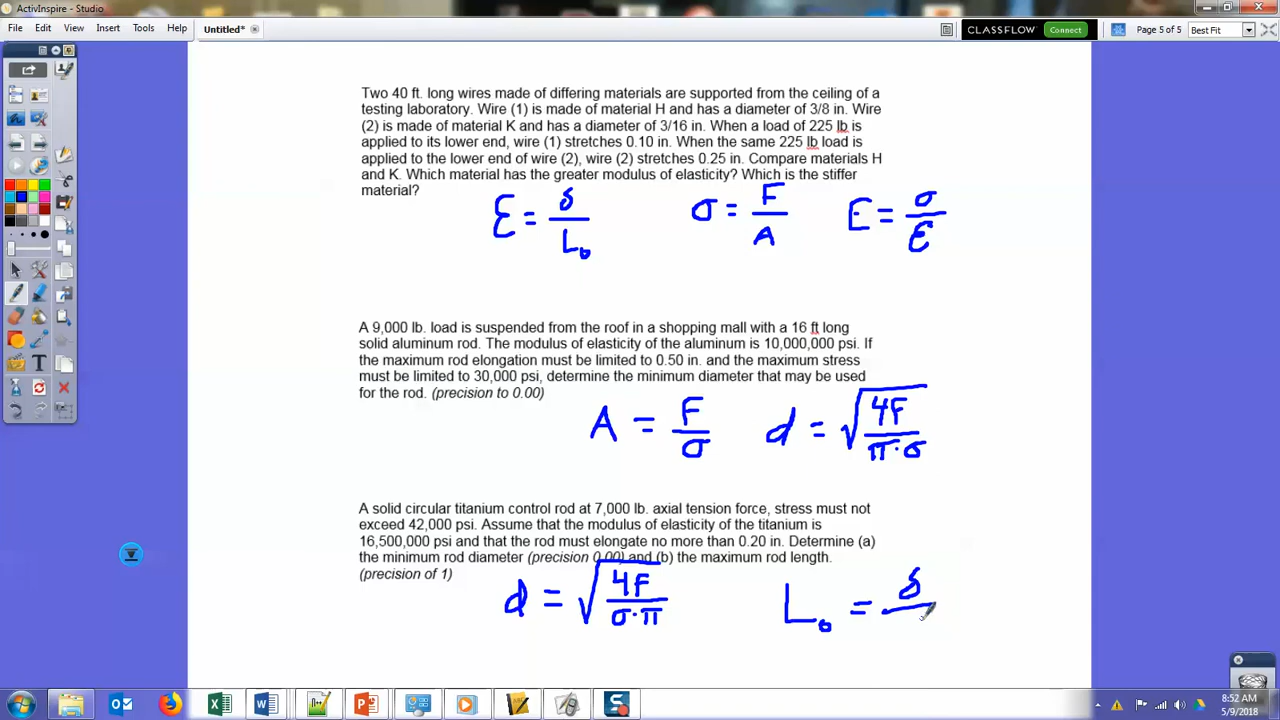 ActivInspire - Studio
File Edit View Insert Tools Help
Untitled*
CLASSFLOW Connect
Page 5 of 5
Best Fit
Two 40 ft. long wires made of differing materials are supported from the ceiling of a
testing laboratory. Wire (1) is made of material H and has a diameter of 3/8 in. Wire
(2) is made of material K and has a diameter of 3/16 in. When a load of 225 lb is
applied to its lower end, wire (1) stretches 0.10 in. When the same 225 lb load is
applied to the lower end of wire (2), wire (2) stretches 0.25 in. Compare materials H
and K. Which material has the greater modulus of elasticity? Which is the stiffer
material?
Ɛ = δ / L₀ σ = F / A E = σ / Ɛ
A 9,000 lb. load is suspended from the roof in a shopping mall with a 16 ft long
solid aluminum rod. The modulus of elasticity of the aluminum is 10,000,000 psi. If
the maximum rod elongation must be limited to 0.50 in. and the maximum stress
must be limited to 30,000 psi, determine the minimum diameter that may be used
for the rod. (precision to 0.00)
A = F / σ d = √(4F / π·σ)
A solid circular titanium control rod at 7,000 lb. axial tension force, stress must not
exceed 42,000 psi. Assume that the modulus of elasticity of the titanium is
16,500,000 psi and that the rod must elongate no more than 0.20 in. Determine (a)
the minimum rod diameter (precision 0.00) and (b) the maximum rod length.
(precision of 1)
d = √(4F / σ·π) L₀ = δ /
8:52 AM
5/9/2018